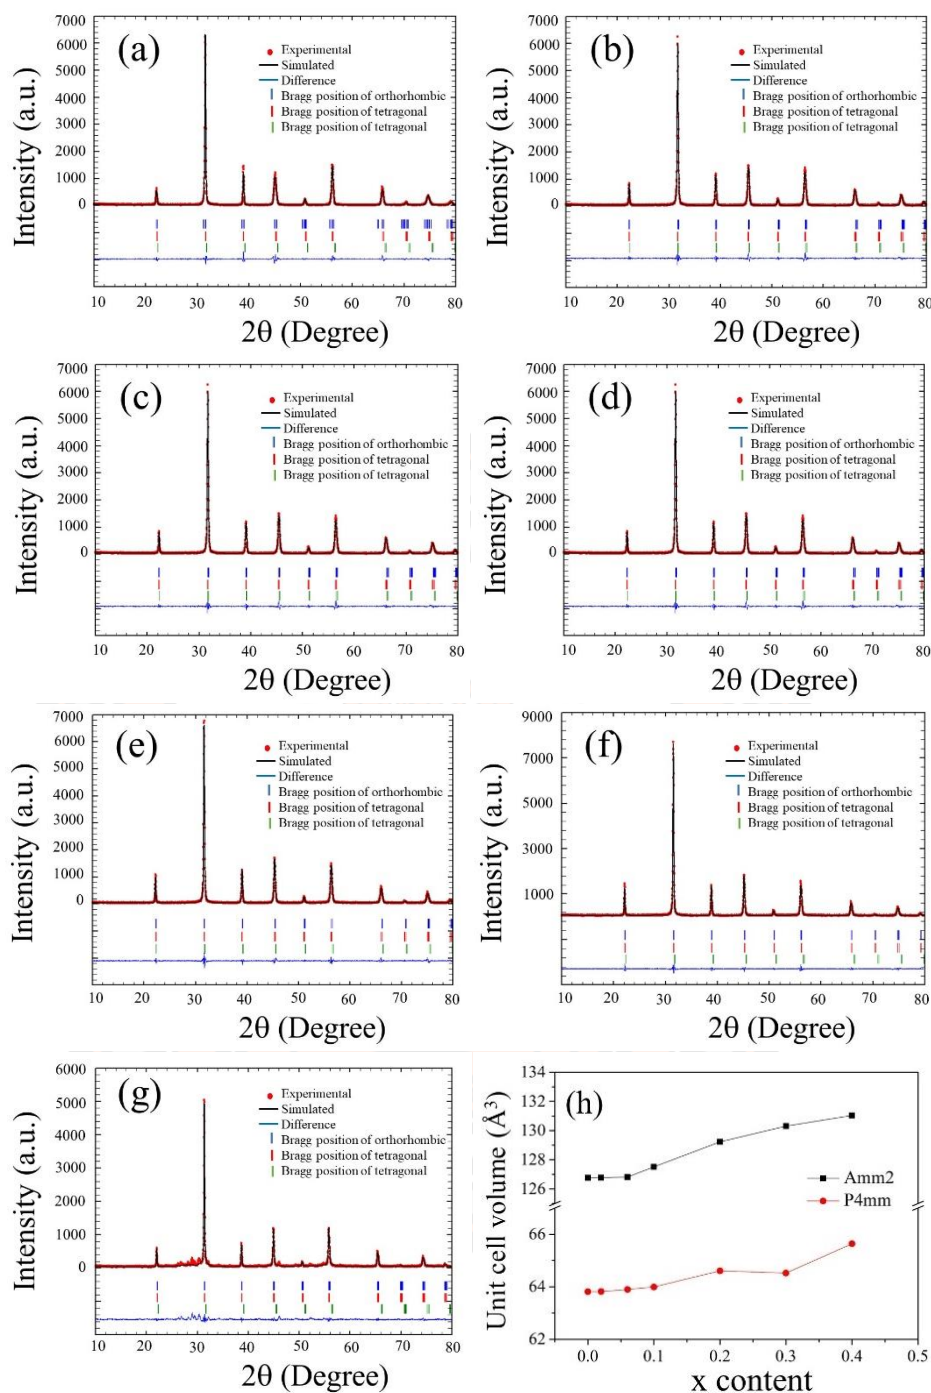 (a)
Experimental
Simulated
Difference
Bragg position of orthorhombic
Bragg position of tetragonal
Bragg position of tetragonal
Intensity (a.u.)
7000
6000
5000
4000
3000
2000
1000
0
10 20 30 40 50 60 70 80
2θ (Degree)
(b)
Experimental
Simulated
Difference
Bragg position of orthorhombic
Bragg position of tetragonal
Bragg position of tetragonal
Intensity (a.u.)
7000
6000
5000
4000
3000
2000
1000
0
10 20 30 40 50 60 70 80
2θ (Degree)
(c)
Experimental
Simulated
Difference
Bragg position of orthorhombic
Bragg position of tetragonal
Bragg position of tetragonal
Intensity (a.u.)
7000
6000
5000
4000
3000
2000
1000
0
10 20 30 40 50 60 70 80
2θ (Degree)
(d)
Experimental
Simulated
Difference
Bragg position of orthorhombic
Bragg position of tetragonal
Bragg position of tetragonal
Intensity (a.u.)
7000
6000
5000
4000
3000
2000
1000
0
10 20 30 40 50 60 70 80
2θ (Degree)
(e)
Experimental
Simulated
Difference
Bragg position of orthorhombic
Bragg position of tetragonal
Bragg position of tetragonal
Intensity (a.u.)
7000
6000
5000
4000
3000
2000
1000
0
10 20 30 40 50 60 70 80
2θ (Degree)
(f)
Experimental
Simulated
Difference
Bragg position of orthorhombic
Bragg position of tetragonal
Bragg position of tetragonal
Intensity (a.u.)
9000
7000
5000
3000
1000
10 20 30 40 50 60 70 80
2θ (Degree)
(g)
Experimental
Simulated
Difference
Bragg position of orthorhombic
Bragg position of tetragonal
Bragg position of tetragonal
Intensity (a.u.)
6000
5000
4000
3000
2000
1000
0
10 20 30 40 50 60 70 80
2θ (Degree)
(h)
Amm2
P4mm
Unit cell volume (Å³)
134
132
130
128
126
66
64
62
0.0 0.1 0.2 0.3 0.4 0.5
x content